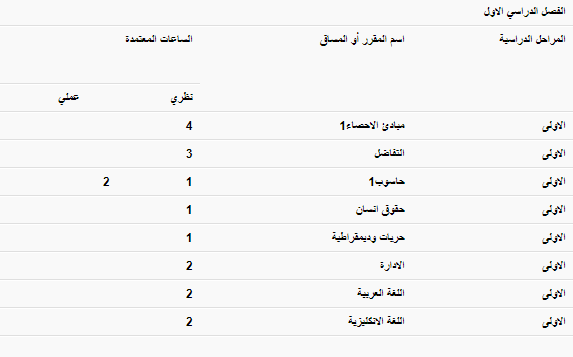 الفصل الدراسي الاول
المراحل الدراسية اسم المقرر أو المساق الساعات المعتمدة
نظري عملي
الاولى مبادئ الاحصاء1 4
الاولى التفاضل 3
الاولى حاسوب1 1 2
الاولى حقوق انسان 1
الاولى حريات وديمقراطية 1
الاولى الادارة 2
الاولى اللغة العربية 2
الاولى اللغة الانكليزية 2